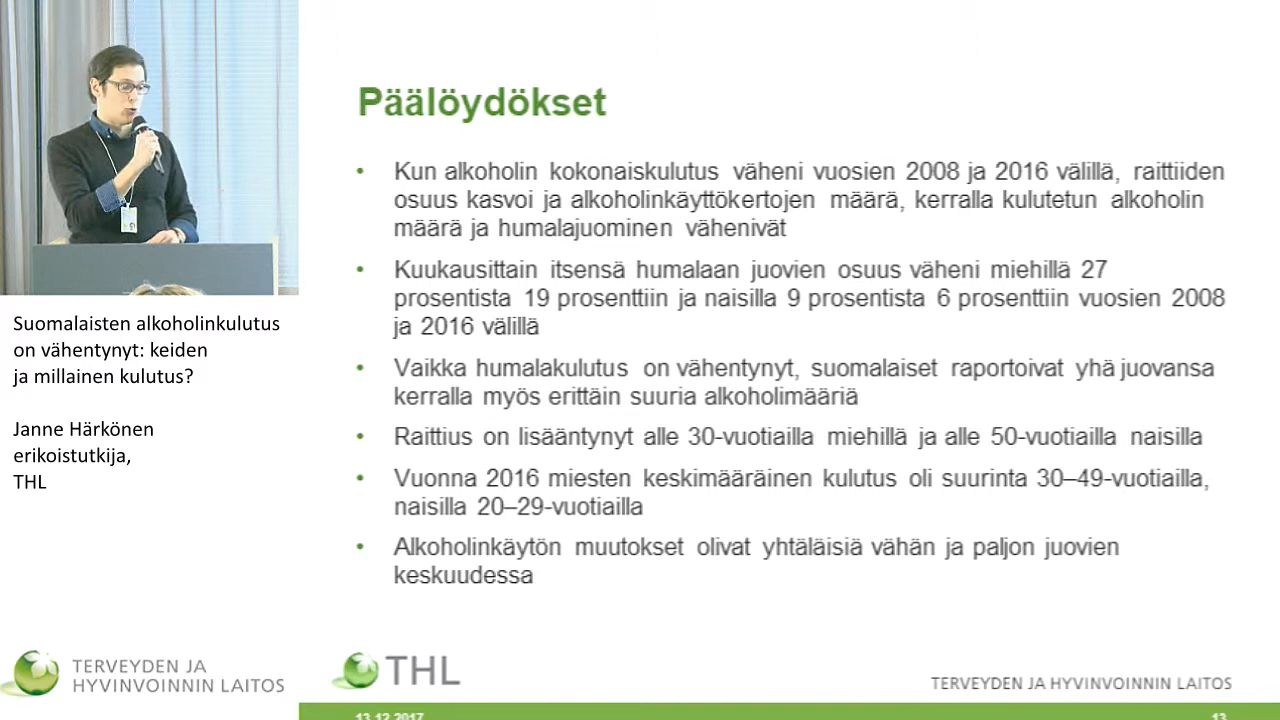 Suomalaisten alkoholinkulutus
on vähentynyt: keiden
ja millainen kulutus?
Janne Härkönen
erikoistutkija,
THL
TERVEYDEN JA
HYVINVOINNIN LAITOS
Päälöydökset
• Kun alkoholin kokonaiskulutus väheni vuosien 2008 ja 2016 välillä, raittiiden
osuus kasvoi ja alkoholinkäyttökertojen määrä, kerralla kulutetun alkoholin
määrä ja humalajuominen vähenivät
• Kuukausittain itsensä humalaan juovien osuus väheni miehillä 27
prosentista 19 prosenttiin ja naisilla 9 prosentista 6 prosenttiin vuosien 2008
ja 2016 välillä
• Vaikka humalakulutus on vähentynyt, suomalaiset raportoivat yhä juovansa
kerralla myös erittäin suuria alkoholimääriä
• Raittius on lisääntynyt alle 30-vuotiailla miehillä ja alle 50-vuotiailla naisilla
• Vuonna 2016 miesten keskimääräinen kulutus oli suurinta 30–49-vuotiailla,
naisilla 20–29-vuotiailla
• Alkoholinkäytön muutokset olivat yhtäläisiä vähän ja paljon juovien
keskuudessa
THL
TERVEYDEN JA HYVINVOINNIN LAITOS
13.12.2017
13